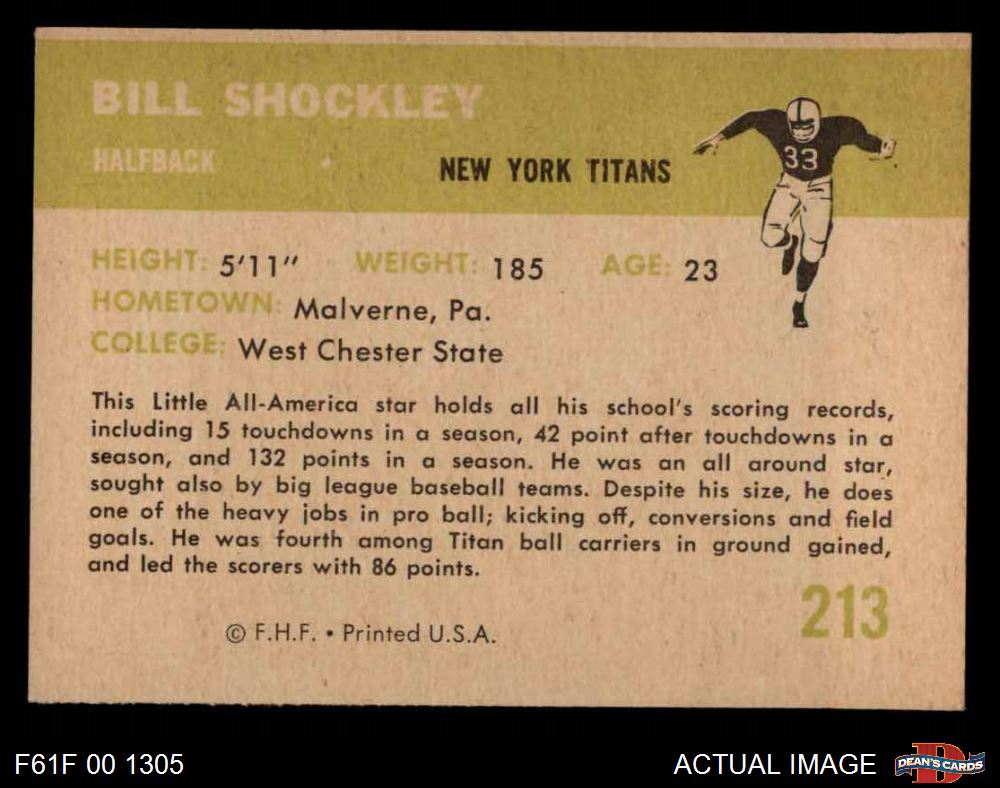 BILL SHOCKLEY
HALFBACK
NEW YORK TITANS
33
HEIGHT: 5'11" WEIGHT: 185 AGE: 23
HOMETOWN: Malverne, Pa.
COLLEGE: West Chester State
This Little All-America star holds all his school's scoring records,
including 15 touchdowns in a season, 42 point after touchdowns in a
season, and 132 points in a season. He was an all around star,
sought also by big league baseball teams. Despite his size, he does
one of the heavy jobs in pro ball; kicking off, conversions and field
goals. He was fourth among Titan ball carriers in ground gained,
and led the scorers with 86 points.
213
© F.H.F. • Printed U.S.A.
F61F 00 1305
ACTUAL IMAGE
D
DEAN'S CARDS